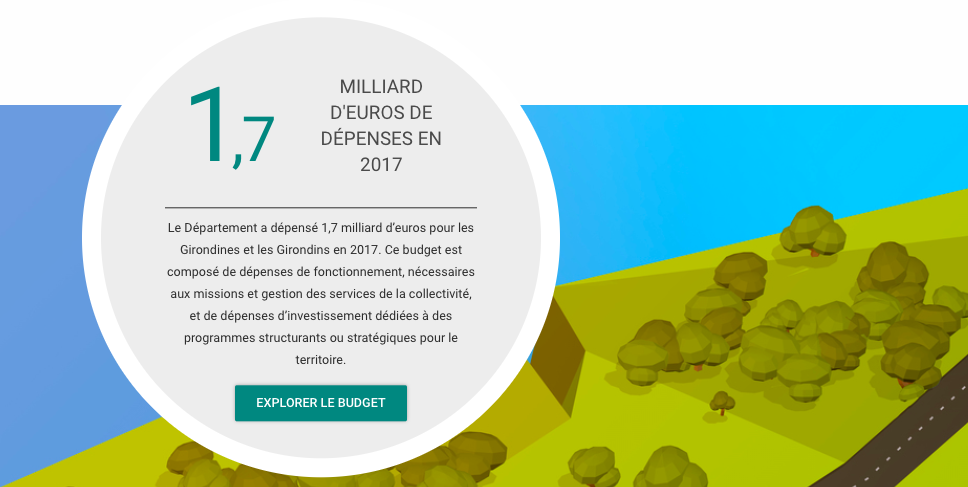 1,7
MILLIARD
D'EUROS DE
DÉPENSES EN
2017
Le Département a dépensé 1,7 milliard d’euros pour les
Girondines et les Girondins en 2017. Ce budget est
composé de dépenses de fonctionnement, nécessaires
aux missions et gestion des services de la collectivité,
et de dépenses d’investissement dédiées à des
programmes structurants ou stratégiques pour le
territoire.
EXPLORER LE BUDGET